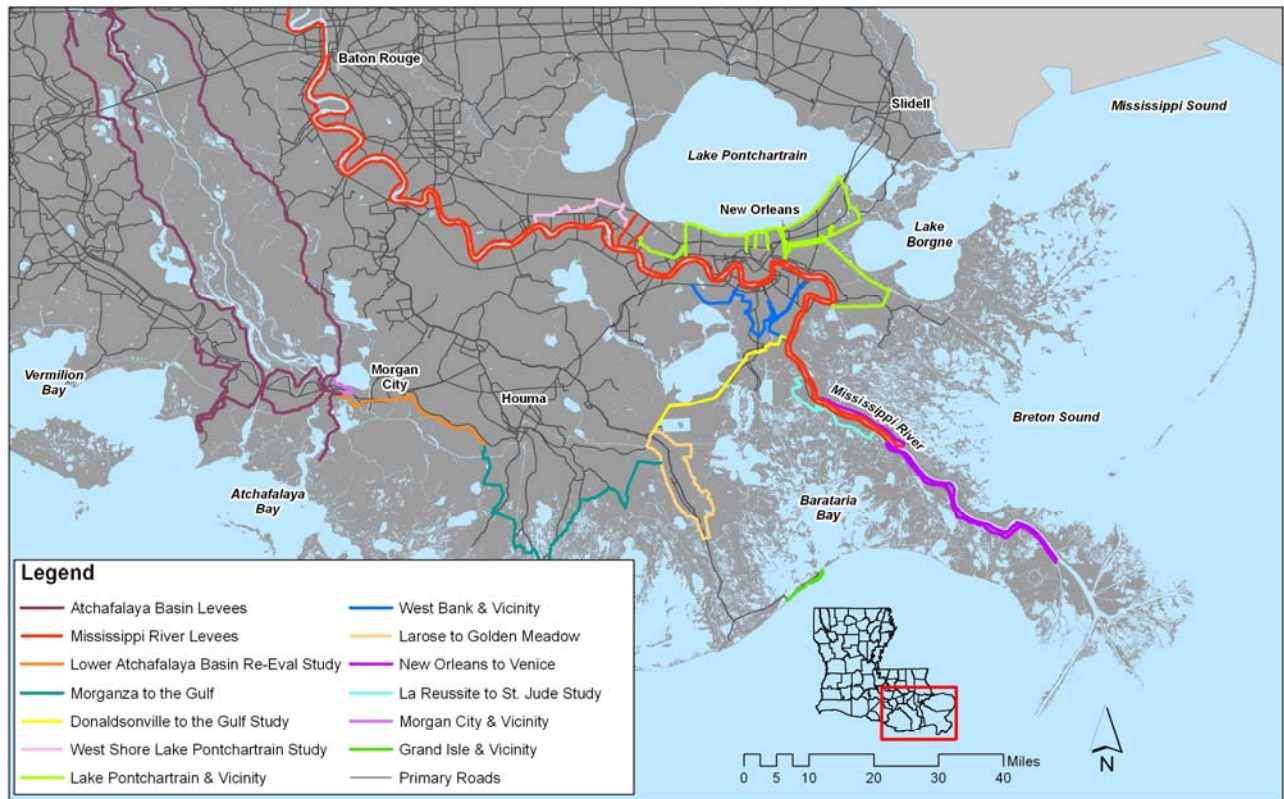 Baton Rouge
Slidell
Mississippi Sound
Lake Pontchartrain
New Orleans
Lake
Borgne
Vermilion
Bay
Morgan
City
Houma
Mississippi River
Breton Sound
Atchafalaya
Bay
Barataria
Bay
Legend
Atchafalaya Basin Levees
Mississippi River Levees
Lower Atchafalaya Basin Re-Eval Study
Morganza to the Gulf
Donaldsonville to the Gulf Study
West Shore Lake Pontchartrain Study
Lake Pontchartrain & Vicinity
West Bank & Vicinity
Larose to Golden Meadow
New Orleans to Venice
La Reussite to St. Jude Study
Morgan City & Vicinity
Grand Isle & Vicinity
Primary Roads
Miles
0 5 10 20 30 40
N